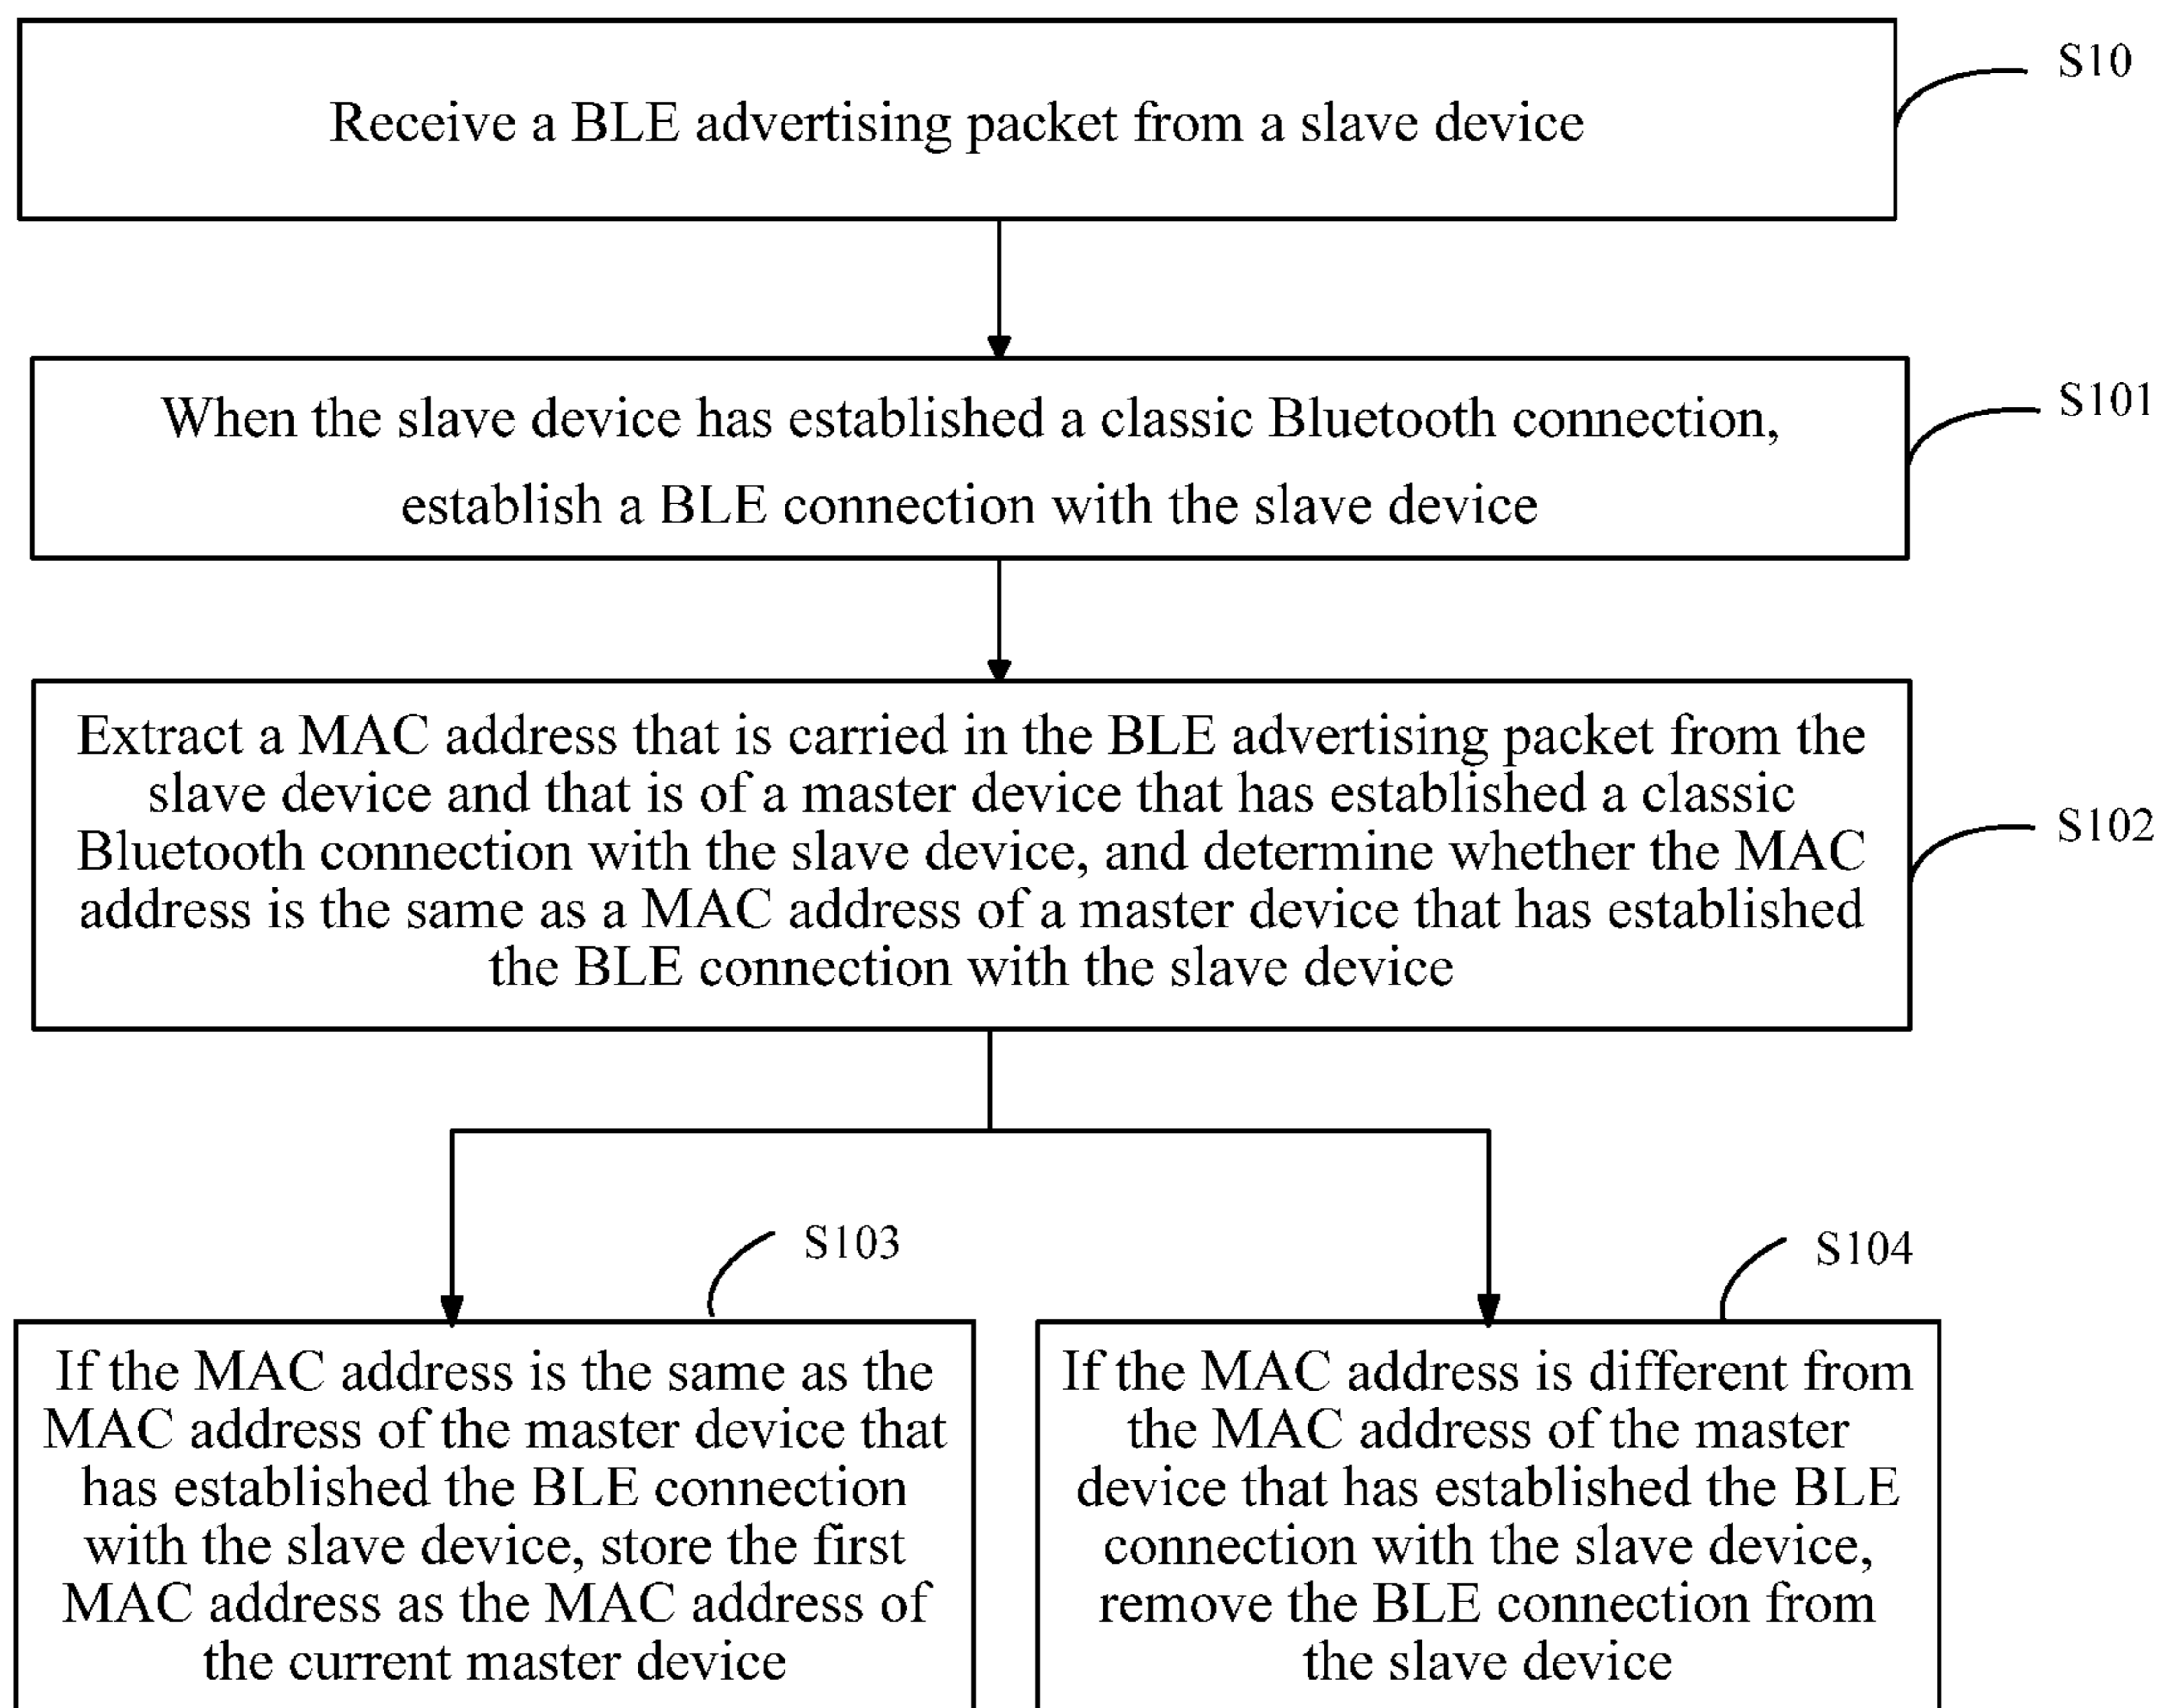 Receive a BLE advertising packet from a slave device
S10
When the slave device has established a classic Bluetooth connection,
establish a BLE connection with the slave device
S101
Extract a MAC address that is carried in the BLE advertising packet from the
slave device and that is of a master device that has established a classic
Bluetooth connection with the slave device, and determine whether the MAC
address is the same as a MAC address of a master device that has established
the BLE connection with the slave device
S102
S103
If the MAC address is the same as the
MAC address of the master device that
has established the BLE connection
with the slave device, store the first
MAC address as the MAC address of
the current master device
S104
If the MAC address is different from
the MAC address of the master
device that has established the BLE
connection with the slave device,
remove the BLE connection from
the slave device